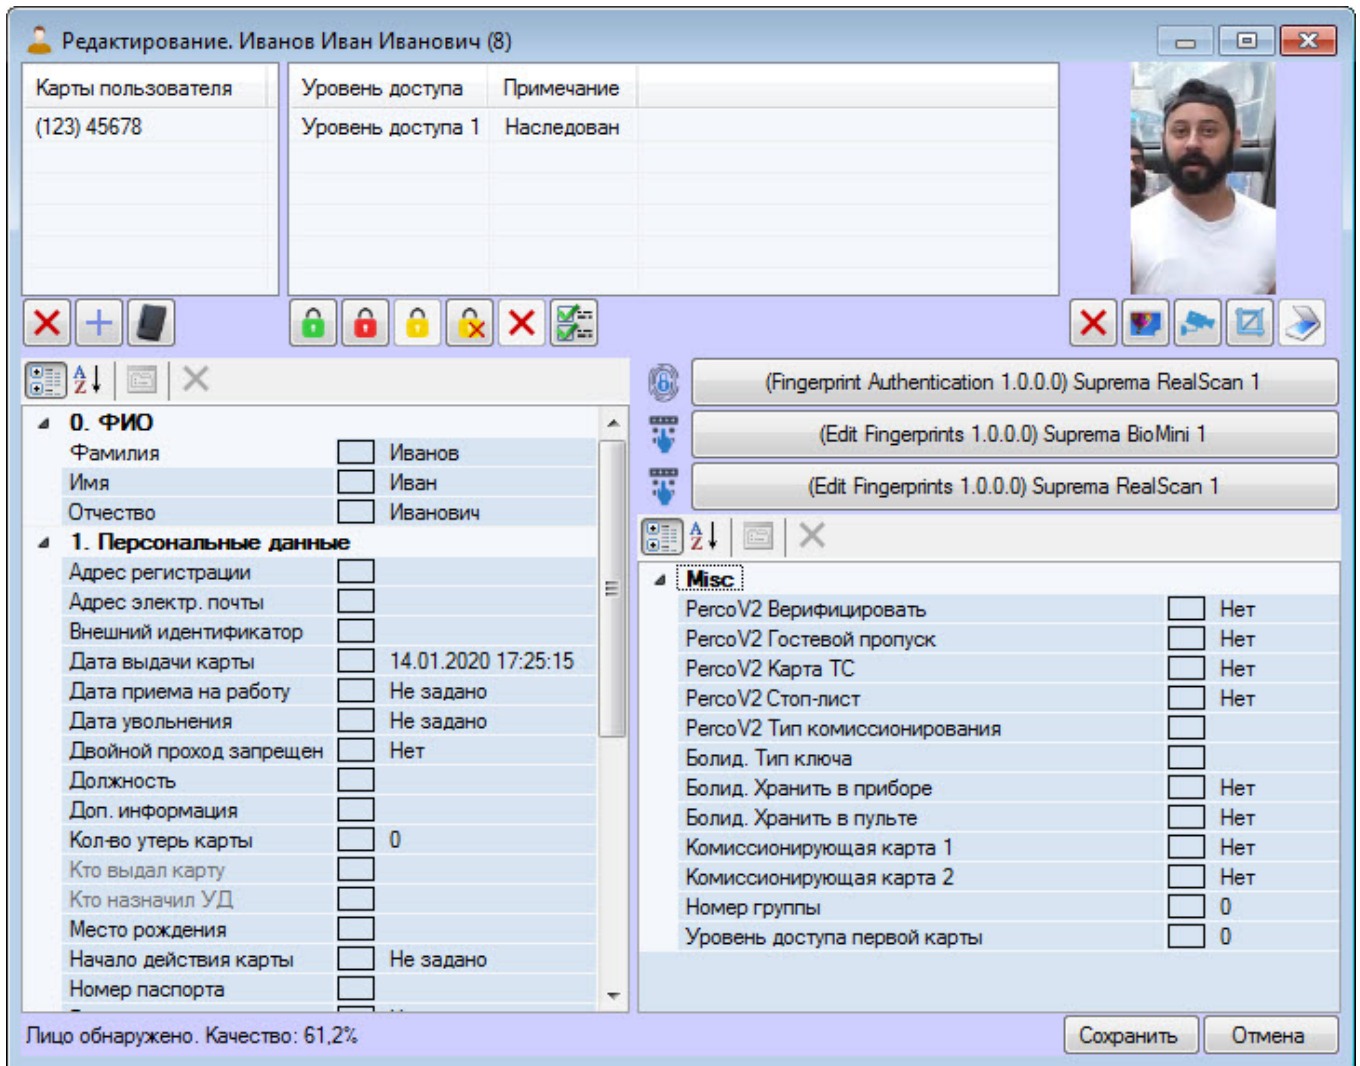 Редактирование. Иванов Иван Иванович (8)
Карты пользователя
(123) 45678
Уровень доступа Примечание
Уровень доступа 1 Наследован
0. ФИО
Фамилия Иванов
Имя Иван
Отчество Иванович
1. Персональные данные
Адрес регистрации
Адрес электр. почты
Внешний идентификатор
Дата выдачи карты 14.01.2020 17:25:15
Дата приема на работу Не задано
Дата увольнения Не задано
Двойной проход запрещен Нет
Должность
Доп. информация
Кол-во утерь карты 0
Кто выдал карту
Кто назначил УД
Место рождения
Начало действия карты Не задано
Номер паспорта
(Fingerprint Authentication 1.0.0.0) Suprema RealScan 1
(Edit Fingerprints 1.0.0.0) Suprema BioMini 1
(Edit Fingerprints 1.0.0.0) Suprema RealScan 1
Misc
PercoV2 Верифицировать Нет
PercoV2 Гостевой пропуск Нет
PercoV2 Карта ТС Нет
PercoV2 Стоп-лист Нет
PercoV2 Тип комиссионирования
Болид. Тип ключа
Болид. Хранить в приборе Нет
Болид. Хранить в пульте Нет
Комиссионирующая карта 1 Нет
Комиссионирующая карта 2 Нет
Номер группы 0
Уровень доступа первой карты 0
Лицо обнаружено. Качество: 61,2%
Сохранить
Отмена